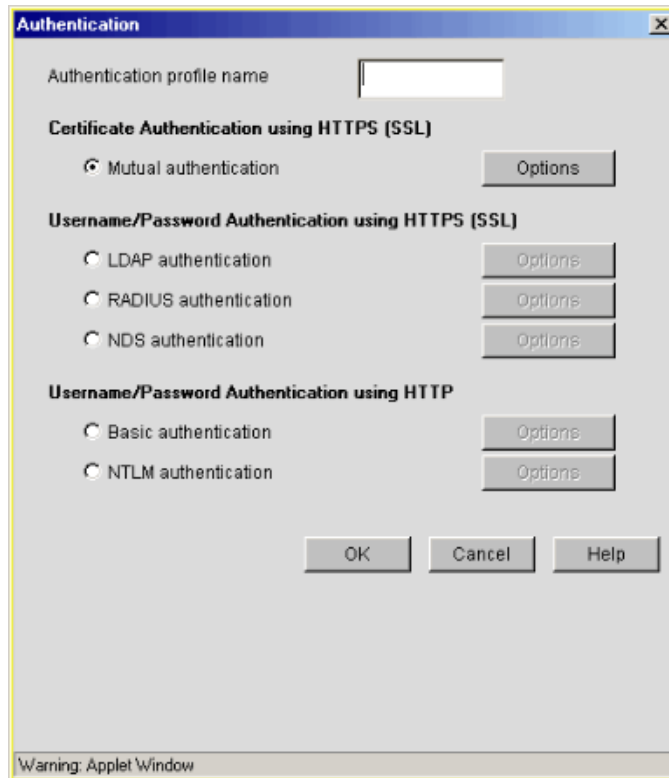 Authentication
Authentication profile name
Certificate Authentication using HTTPS (SSL)
Mutual authentication Options
Username/Password Authentication using HTTPS (SSL)
LDAP authentication Options
RADIUS authentication Options
NDS authentication Options
Username/Password Authentication using HTTP
Basic authentication Options
NTLM authentication Options
OK Cancel Help
Warning: Applet Window